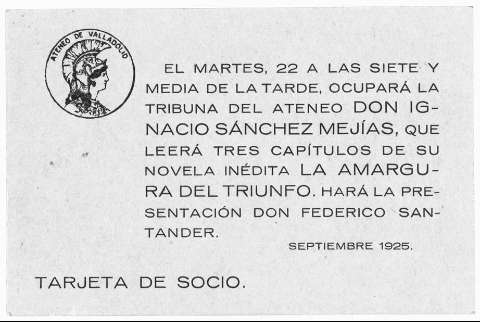 ATENEO DE VALLADOLID
EL MARTES, 22 A LAS SIETE Y
MEDIA DE LA TARDE, OCUPARÁ LA
TRIBUNA DEL ATENEO DON IG-
NACIO SÁNCHEZ MEJÍAS, QUE
LEERÁ TRES CAPÍTULOS DE SU
NOVELA INÉDITA LA AMARGU-
RA DEL TRIUNFO. HARÁ LA PRE-
SENTACIÓN DON FEDERICO SAN-
TANDER.
SEPTIEMBRE 1925.
TARJETA DE SOCIO.